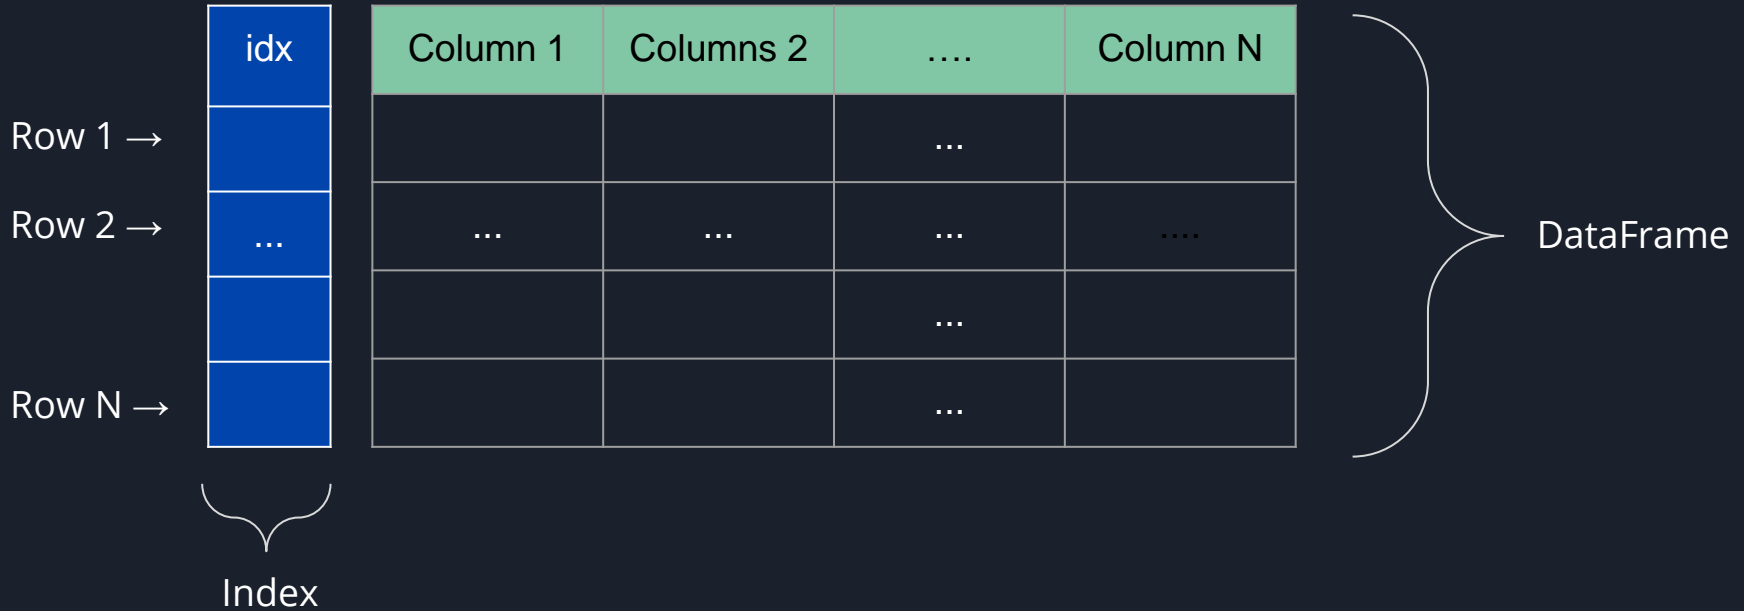 idx Column 1 Columns 2 .... Column N
Row 1 → ...
Row 2 → ... ... ... ... ....
...
Row N → ...
DataFrame
Index